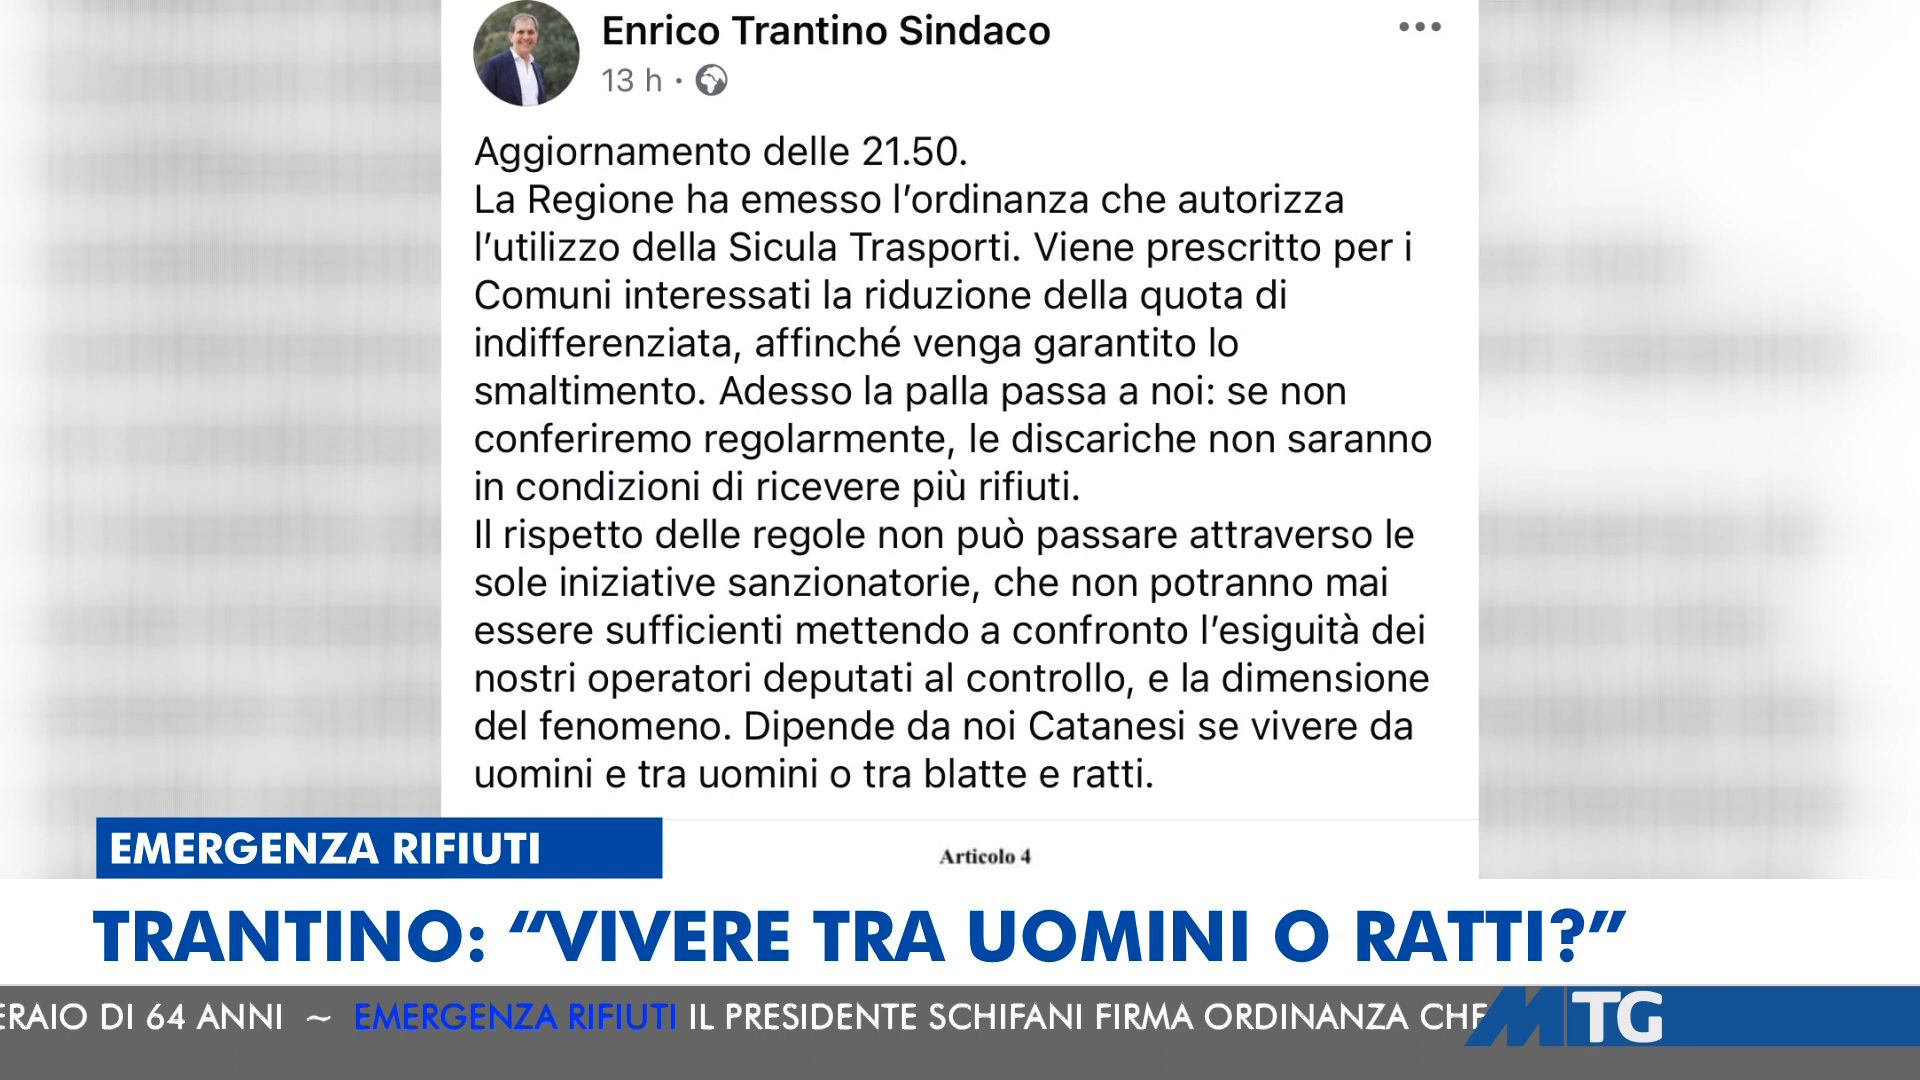 Enrico Trantino Sindaco
13 h ·
Aggiornamento delle 21.50.
La Regione ha emesso l’ordinanza che autorizza
l’utilizzo della Sicula Trasporti. Viene prescritto per i
Comuni interessati la riduzione della quota di
indifferenziata, affinché venga garantito lo
smaltimento. Adesso la palla passa a noi: se non
conferiremo regolarmente, le discariche non saranno
in condizioni di ricevere più rifiuti.
Il rispetto delle regole non può passare attraverso le
sole iniziative sanzionatorie, che non potranno mai
essere sufficienti mettendo a confronto l’esiguità dei
nostri operatori deputati al controllo, e la dimensione
del fenomeno. Dipende da noi Catanesi se vivere da
uomini e tra uomini o tra blatte e ratti.
Articolo 4
EMERGENZA RIFIUTI
TRANTINO: “VIVERE TRA UOMINI O RATTI?”
ERAIO DI 64 ANNI ~ EMERGENZA RIFIUTI IL PRESIDENTE SCHIFANI FIRMA ORDINANZA CHE
M TG